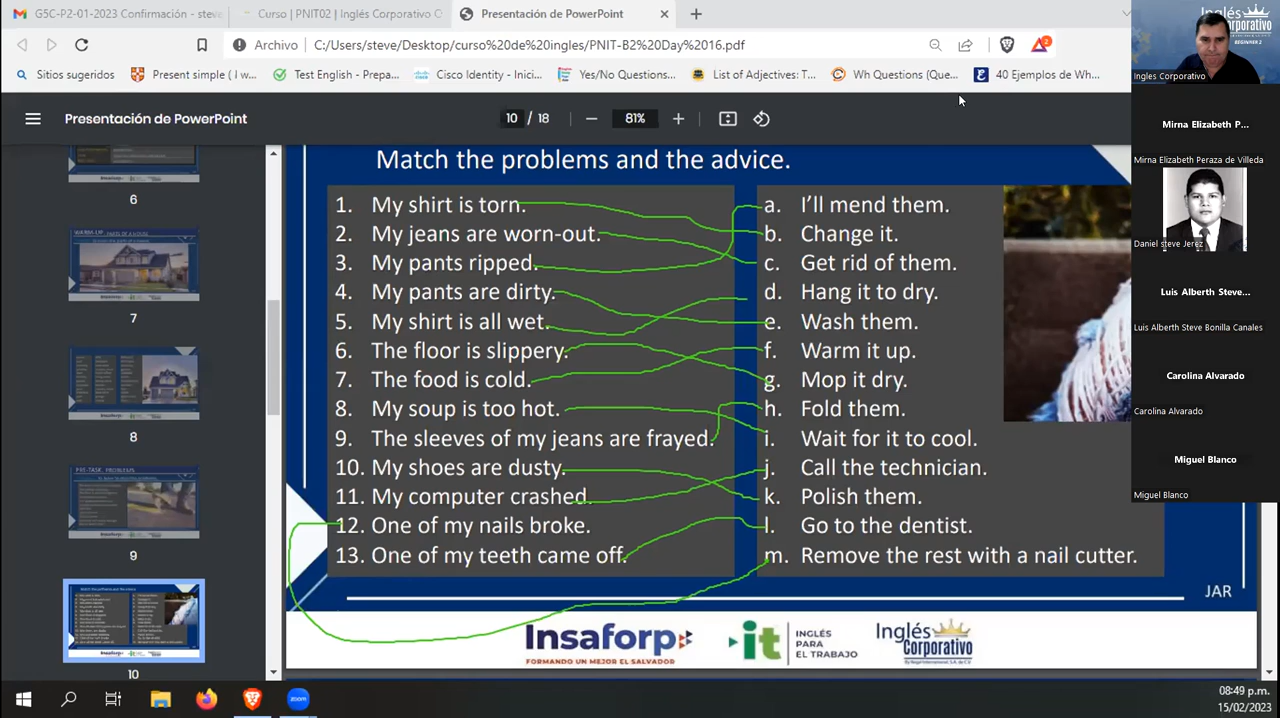 G5C-P2-01-2023 Confirmación - stev
Curso | PNIT02 | Inglés Corporativo C
Presentación de PowerPoint
Archivo
C:/Users/steve/Desktop/curso%20de%20ingles/PNIT-B2%20Day%2016.pdf
2
Sitios sugeridos
Present simple ( I w...
Test English - Prepa...
Cisco Identity - Inici...
Yes/No Questions...
List of Adjectives: T...
Wh Questions (Que...
40 Ejemplos de Wh...
Presentación de PowerPoint
10 / 18
81%
6
7
8
9
10
Match the problems and the advice.
1. My shirt is torn.
2. My jeans are worn-out.
3. My pants ripped.
4. My pants are dirty.
5. My shirt is all wet.
6. The floor is slippery.
7. The food is cold.
8. My soup is too hot.
9. The sleeves of my jeans are frayed.
10. My shoes are dusty.
11. My computer crashed.
12. One of my nails broke.
13. One of my teeth came off.
a. I'll mend them.
b. Change it.
c. Get rid of them.
d. Hang it to dry.
e. Wash them.
f. Warm it up.
g. Mop it dry.
h. Fold them.
i. Wait for it to cool.
j. Call the technician.
k. Polish them.
l. Go to the dentist.
m. Remove the rest with a nail cutter.
JAR
Insaforp
FORMANDO UN MEJOR EL SALVADOR
it
INGLÉS
PARA
EL TRABAJO
Inglés
Corporativo
Inglés
Corporativo
BEGINNER 2
Ingles Corporativo
Mirna Elizabeth P...
Mirna Elizabeth Peraza de Villeda
Daniel steve Jerez
Luis Alberth Steve...
Luis Alberth Steve Bonilla Canales
Carolina Alvarado
Carolina Alvarado
Miguel Blanco
Miguel Blanco
zoom
08:49 p.m.
15/02/2023